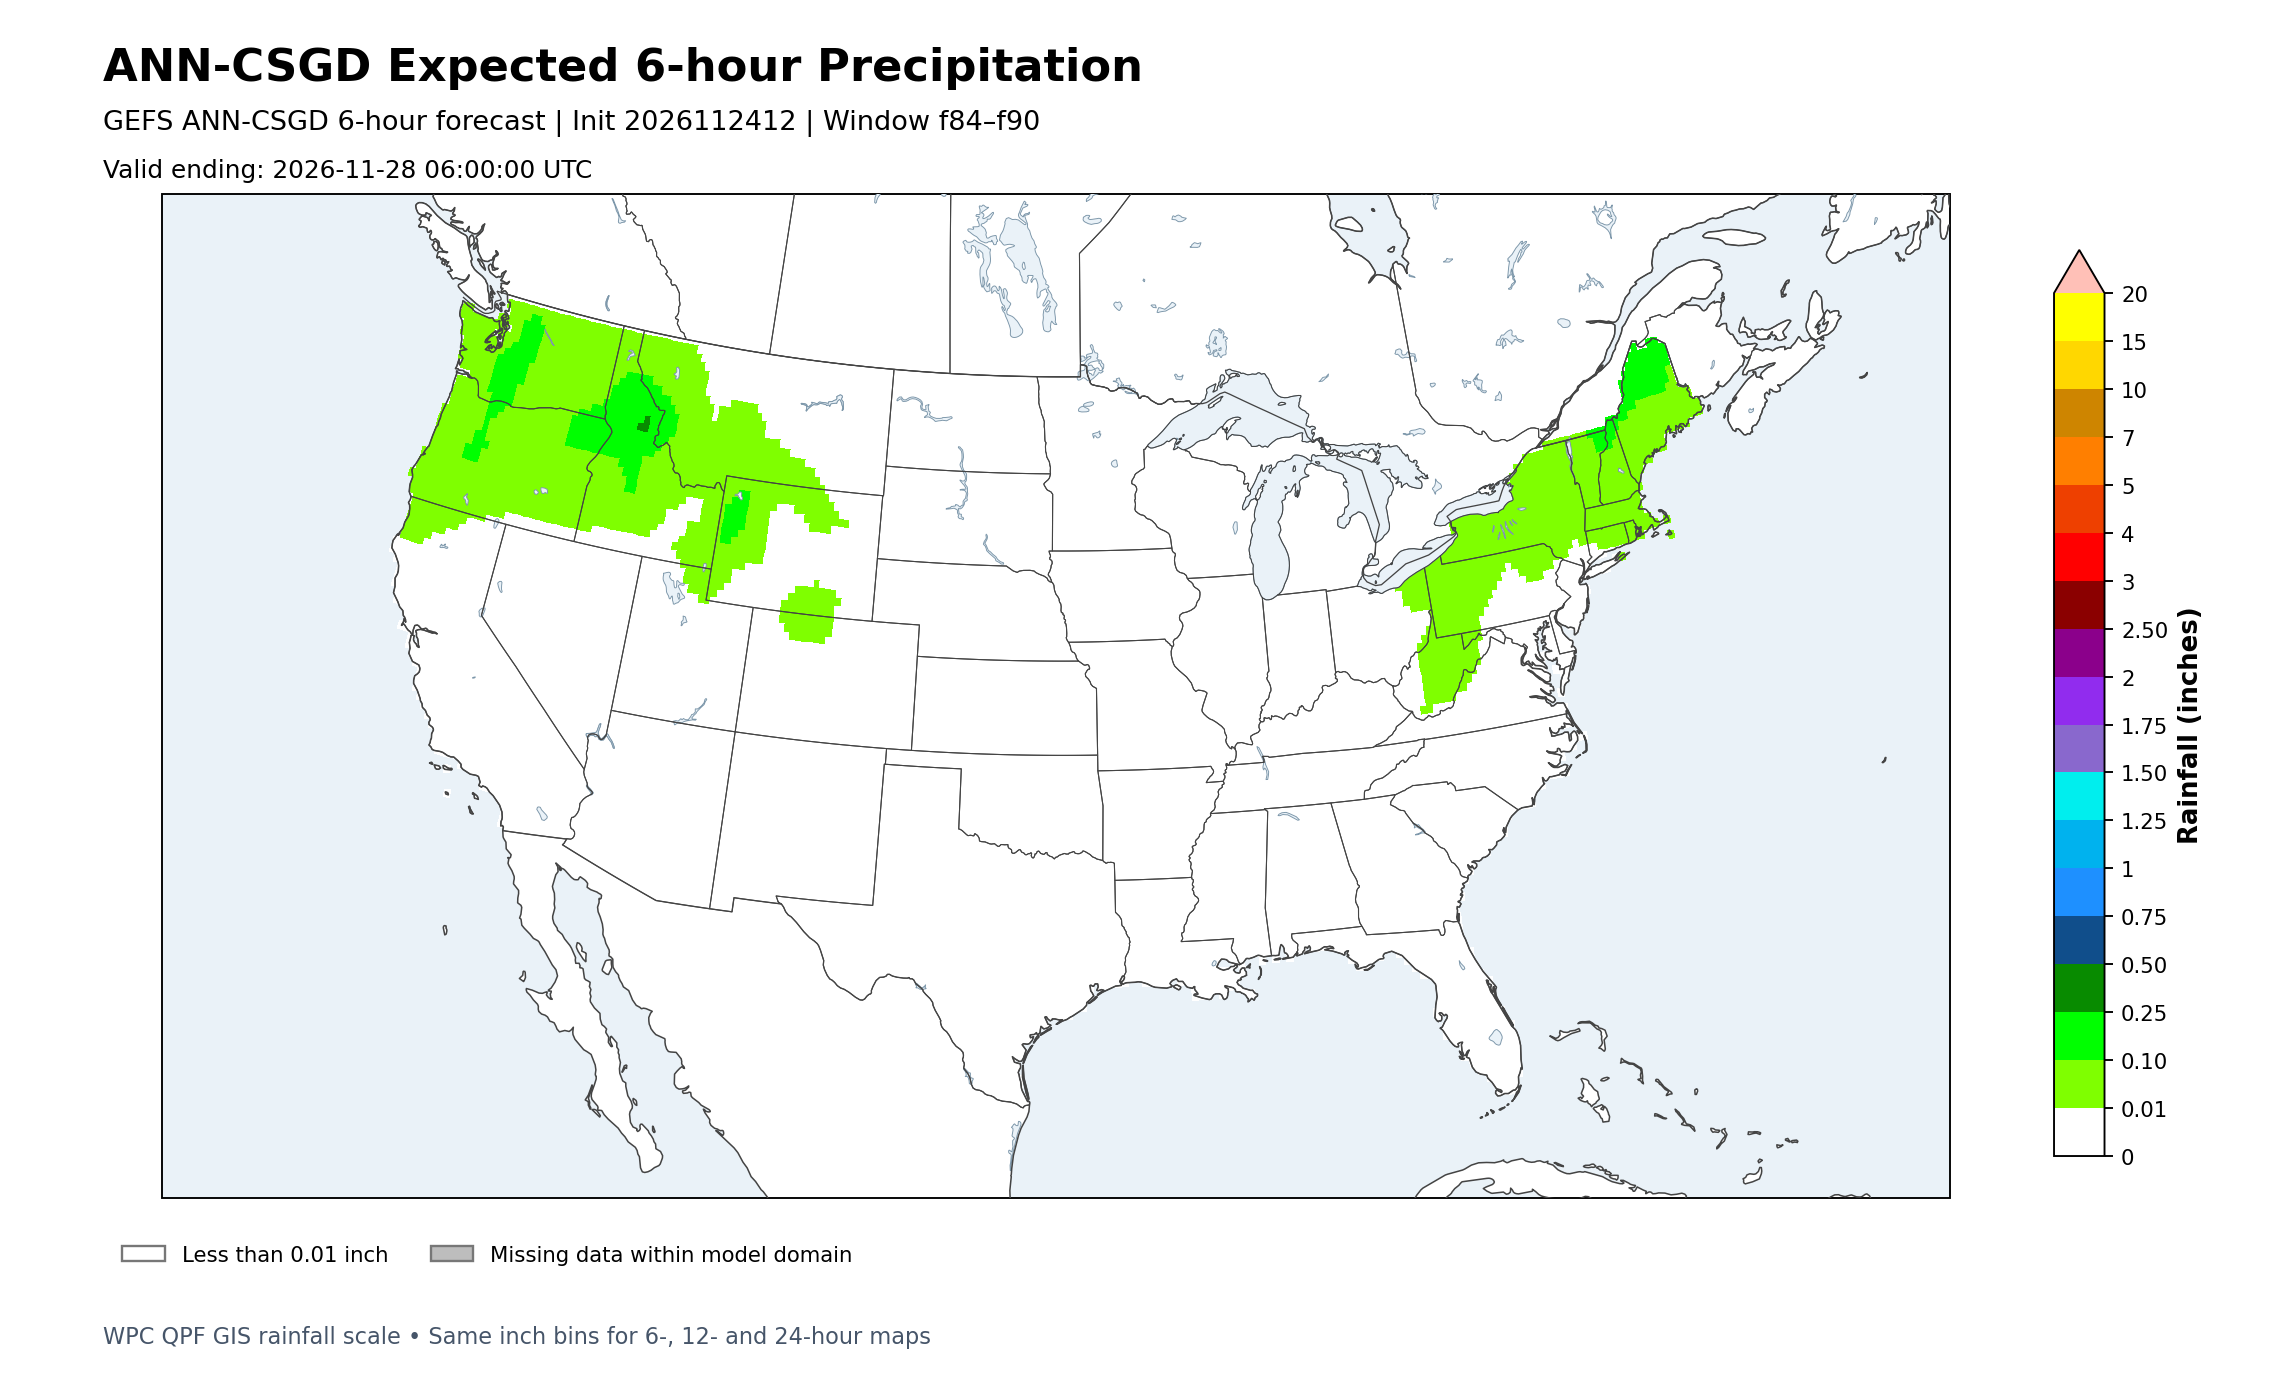 ANN-CSGD Expected 6-hour Precipitation
GEFS ANN-CSGD 6-hour forecast | Init 2026112412 | Window f84–f90
Valid ending: 2026-11-28 06:00:00 UTC
20
15
10
7
5
4
3
2.50
2
1.75
1.50
1.25
1
0.75
0.50
0.25
0.10
0.01
0
Rainfall (inches)
Less than 0.01 inch
Missing data within model domain
WPC QPF GIS rainfall scale • Same inch bins for 6-, 12- and 24-hour maps